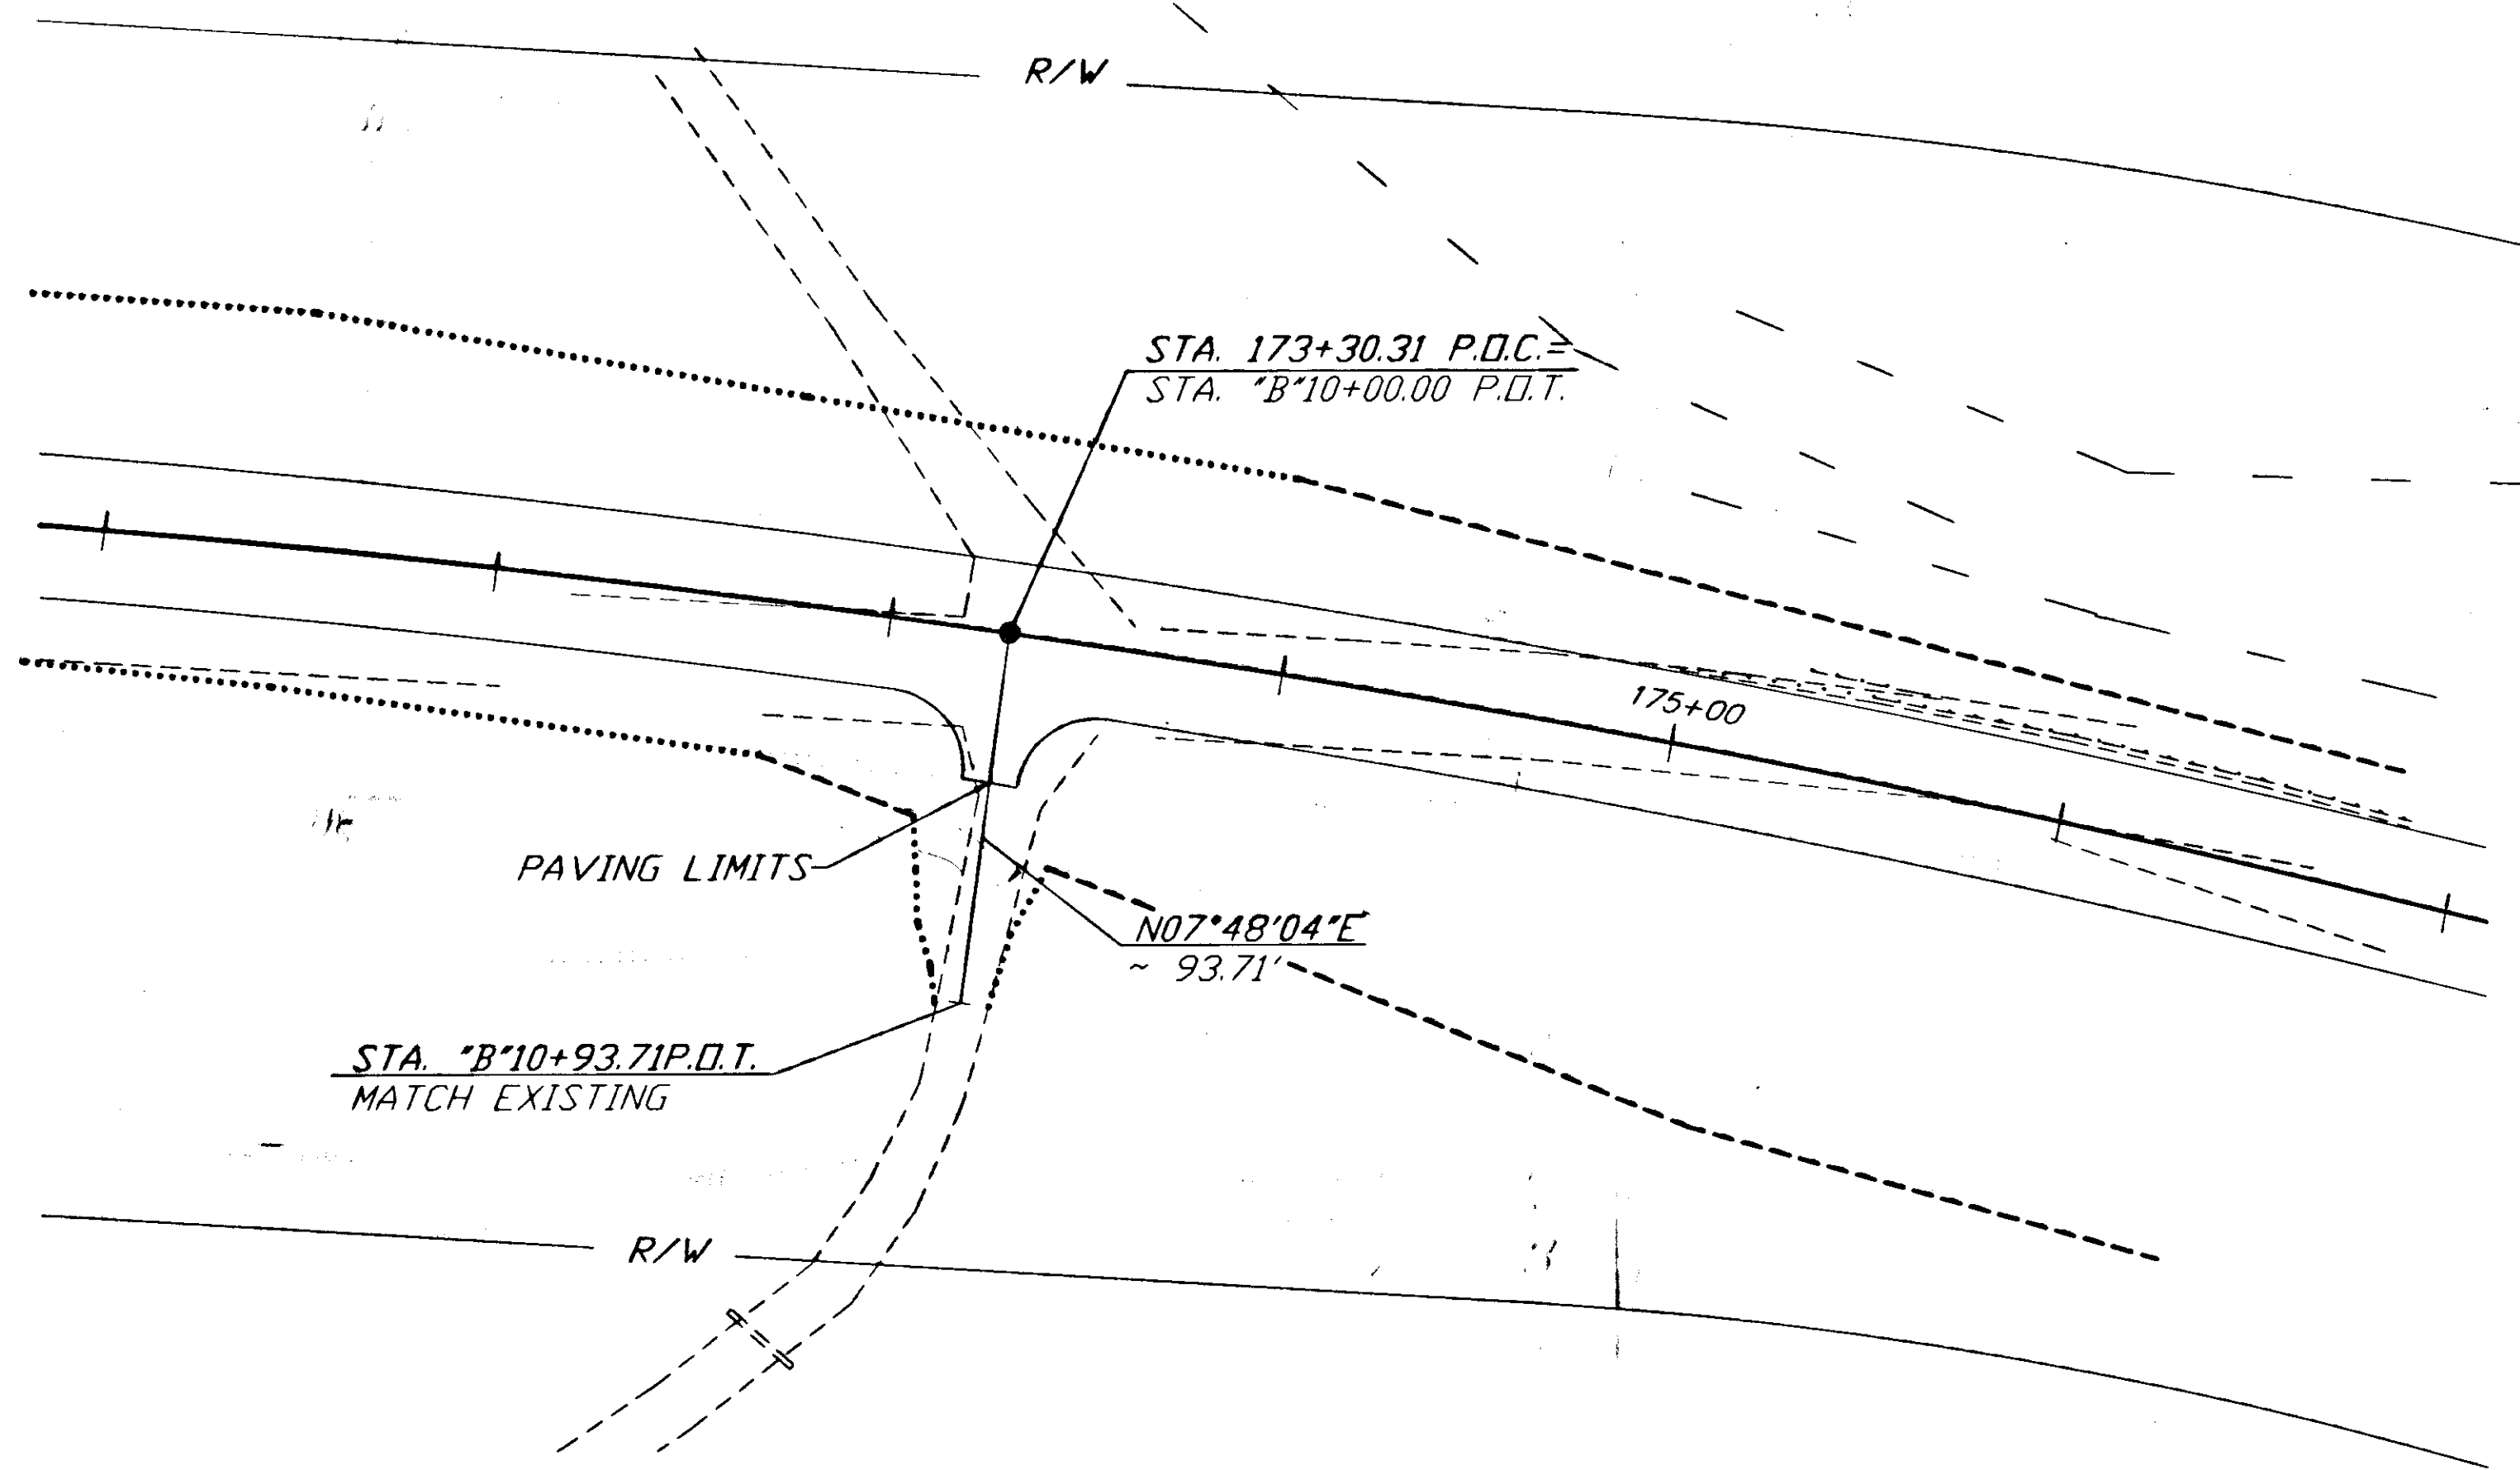 R/W
STA. 173+30.31 P.O.C.=
STA. "B"10+00.00 P.O.T.
175+00
PAVING LIMITS
N07°48'04"E
~ 93.71'
STA. "B"10+93.71P.O.T.
MATCH EXISTING
R/W